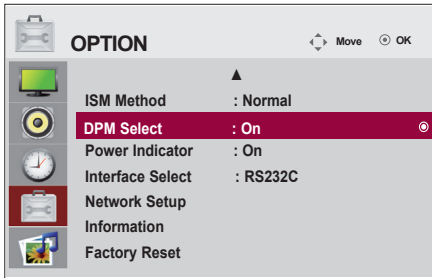 OPTION Move OK
ISM Method : Normal
DPM Select : On
Power Indicator : On
Interface Select : RS232C
Network Setup
Information
Factory Reset